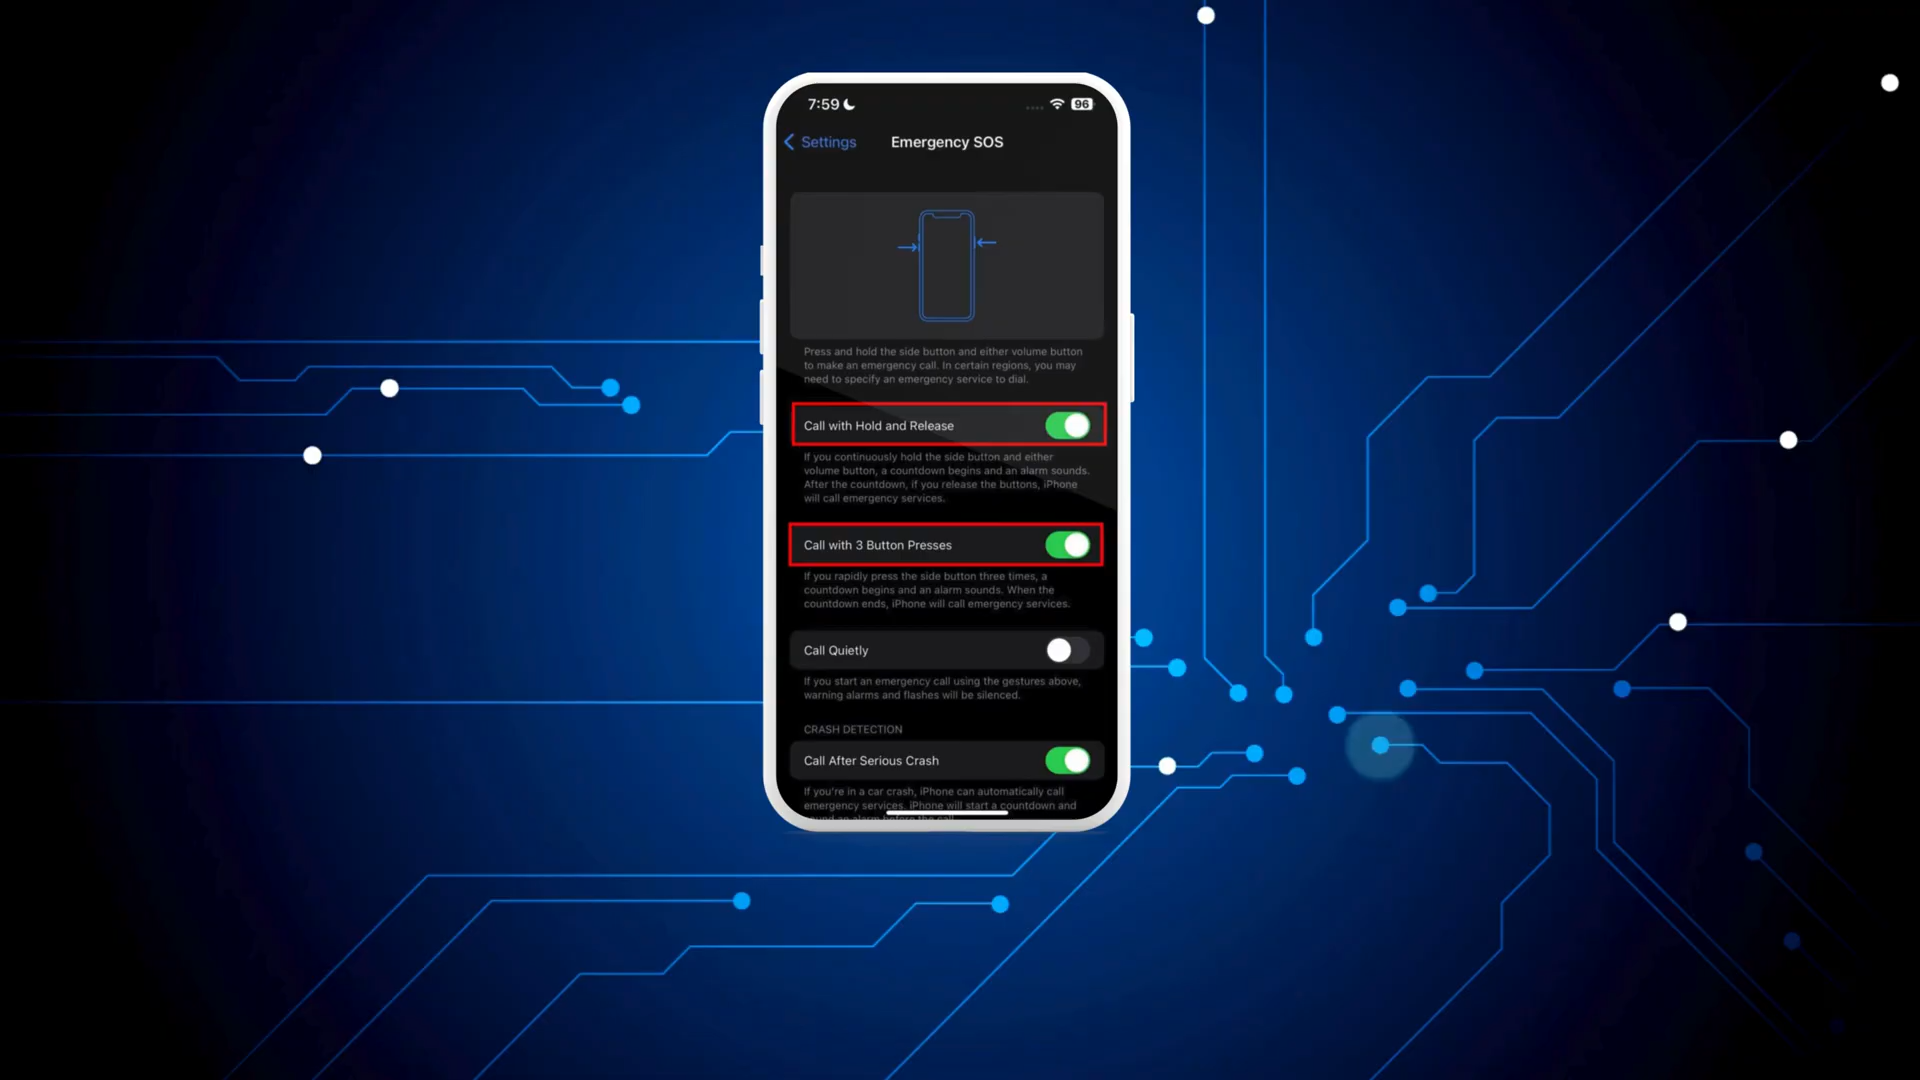 7:59
96
Settings
Emergency SOS
Press and hold the side button and either volume button
to make an emergency call. In certain regions, you may
need to specify an emergency service to dial.
Call with Hold and Release
If you continuously hold the side button and either
volume button, a countdown begins and an alarm sounds.
After the countdown, if you release the buttons, iPhone
will call emergency services.
Call with 3 Button Presses
If you rapidly press the side button three times, a
countdown begins and an alarm sounds. When the
countdown ends, iPhone will call emergency services.
Call Quietly
If you start an emergency call using the gestures above,
warning alarms and flashes will be silenced.
CRASH DETECTION
Call After Serious Crash
If you're in a car crash, iPhone can automatically call
emergency services. iPhone will start a countdown and
sound an alarm before the call.